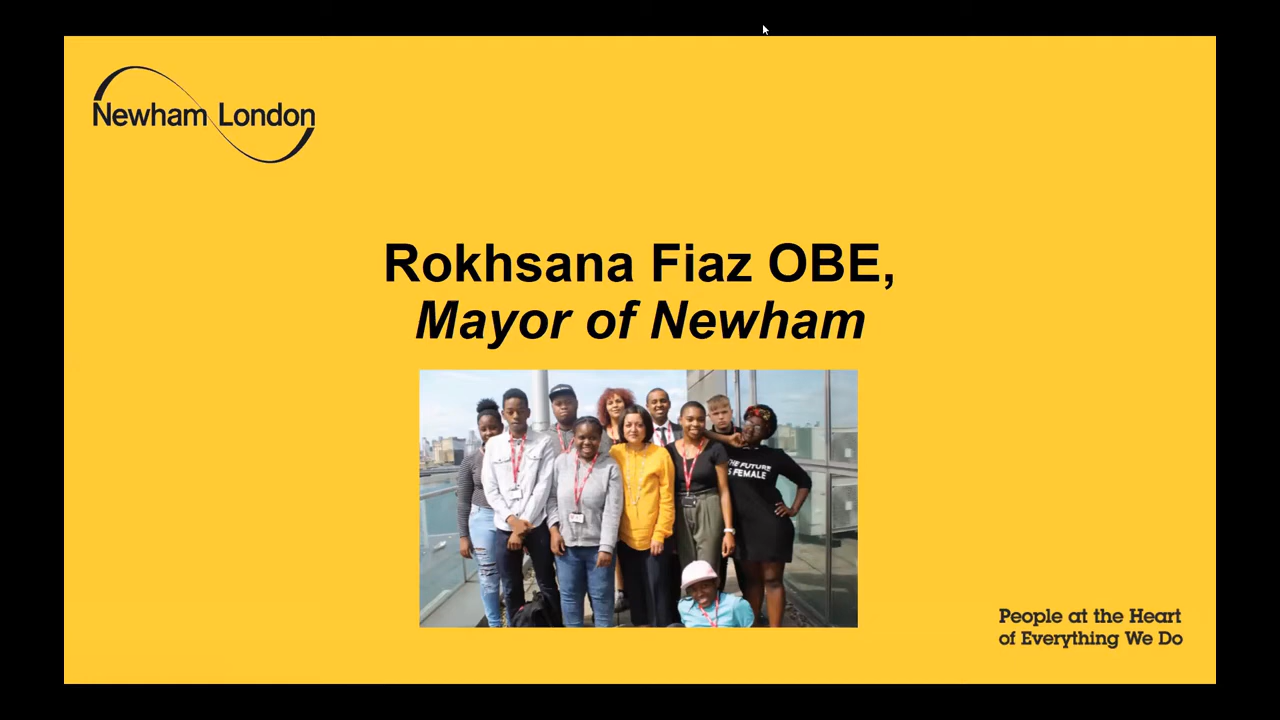 Newham London
Rokhsana Fiaz OBE,
Mayor of Newham
THE FUTURE
IS FEMALE
People at the Heart
of Everything We Do